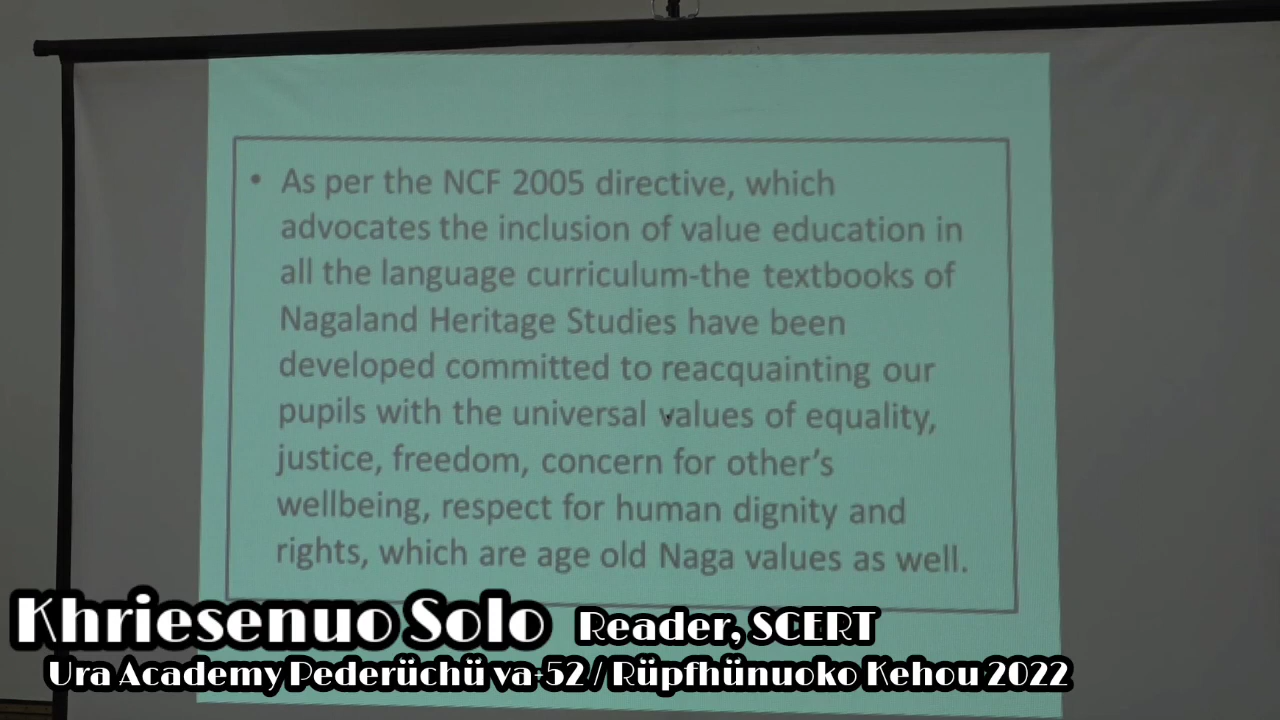 • As per the NCF 2005 directive, which
advocates the inclusion of value education in
all the language curriculum-the textbooks of
Nagaland Heritage Studies have been
developed committed to reacquainting our
pupils with the universal values of equality,
justice, freedom, concern for other's
wellbeing, respect for human dignity and
rights, which are age old Naga values as well.
Khriesenuo Solo Reader, SCERT
Ura Academy Pederüchü va-52 / Rüpfhünuoko Kehou 2022